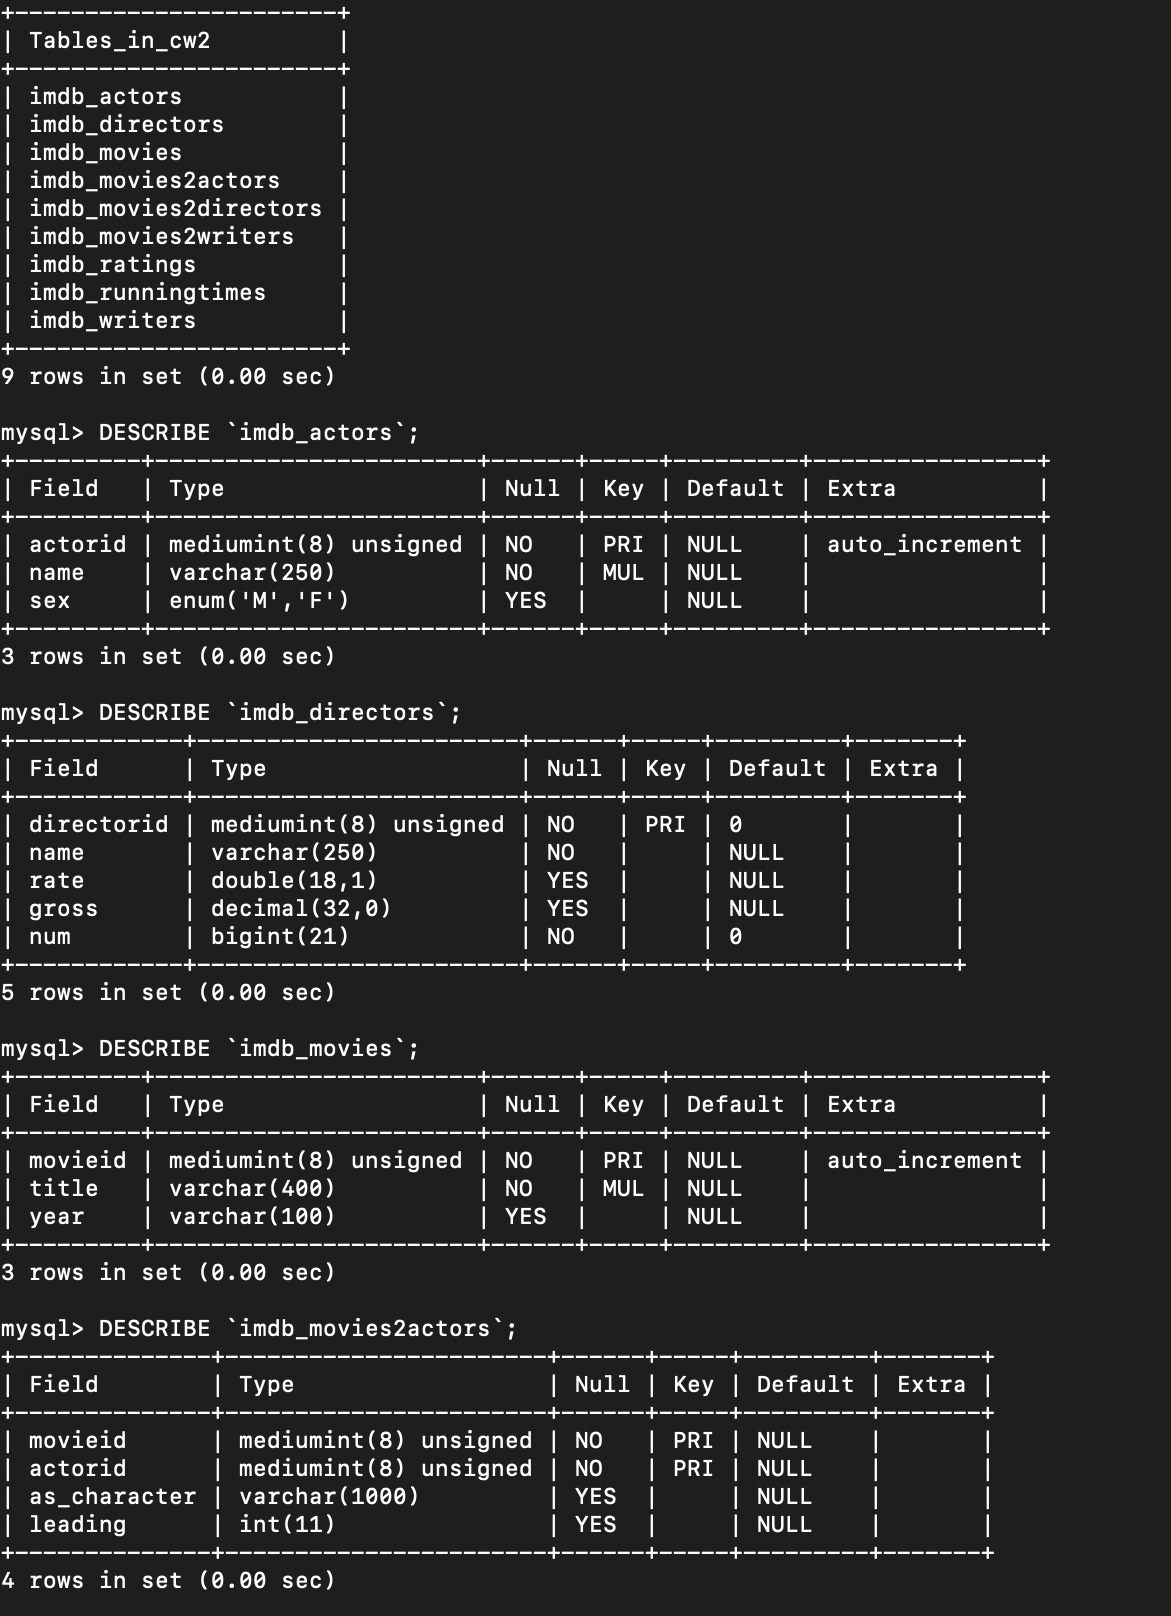 +-----------------------+
| Tables_in_cw2         |
+-----------------------+
| imdb_actors           |
| imdb_directors        |
| imdb_movies           |
| imdb_movies2actors    |
| imdb_movies2directors |
| imdb_movies2writers   |
| imdb_ratings          |
| imdb_runningtimes     |
| imdb_writers          |
+-----------------------+
9 rows in set (0.00 sec)

mysql> DESCRIBE `imdb_actors`;
+---------+-----------------------+------+-----+---------+----------------+
| Field   | Type                  | Null | Key | Default | Extra          |
+---------+-----------------------+------+-----+---------+----------------+
| actorid | mediumint(8) unsigned | NO   | PRI | NULL    | auto_increment |
| name    | varchar(250)          | NO   | MUL | NULL    |                |
| sex     | enum('M','F')         | YES  |     | NULL    |                |
+---------+-----------------------+------+-----+---------+----------------+
3 rows in set (0.00 sec)

mysql> DESCRIBE `imdb_directors`;
+------------+-----------------------+------+-----+---------+-------+
| Field      | Type                  | Null | Key | Default | Extra |
+------------+-----------------------+------+-----+---------+-------+
| directorid | mediumint(8) unsigned | NO   | PRI | 0       |       |
| name       | varchar(250)          | NO   |     | NULL    |       |
| rate       | double(18,1)          | YES  |     | NULL    |       |
| gross      | decimal(32,0)         | YES  |     | NULL    |       |
| num        | bigint(21)            | NO   |     | 0       |       |
+------------+-----------------------+------+-----+---------+-------+
5 rows in set (0.00 sec)

mysql> DESCRIBE `imdb_movies`;
+---------+-----------------------+------+-----+---------+----------------+
| Field   | Type                  | Null | Key | Default | Extra          |
+---------+-----------------------+------+-----+---------+----------------+
| movieid | mediumint(8) unsigned | NO   | PRI | NULL    | auto_increment |
| title   | varchar(400)          | NO   | MUL | NULL    |                |
| year    | varchar(100)          | YES  |     | NULL    |                |
+---------+-----------------------+------+-----+---------+----------------+
3 rows in set (0.00 sec)

mysql> DESCRIBE `imdb_movies2actors`;
+--------------+-----------------------+------+-----+---------+-------+
| Field        | Type                  | Null | Key | Default | Extra |
+--------------+-----------------------+------+-----+---------+-------+
| movieid      | mediumint(8) unsigned | NO   | PRI | NULL    |       |
| actorid      | mediumint(8) unsigned | NO   | PRI | NULL    |       |
| as_character | varchar(1000)         | YES  |     | NULL    |       |
| leading      | int(11)               | YES  |     | NULL    |       |
+--------------+-----------------------+------+-----+---------+-------+
4 rows in set (0.00 sec)